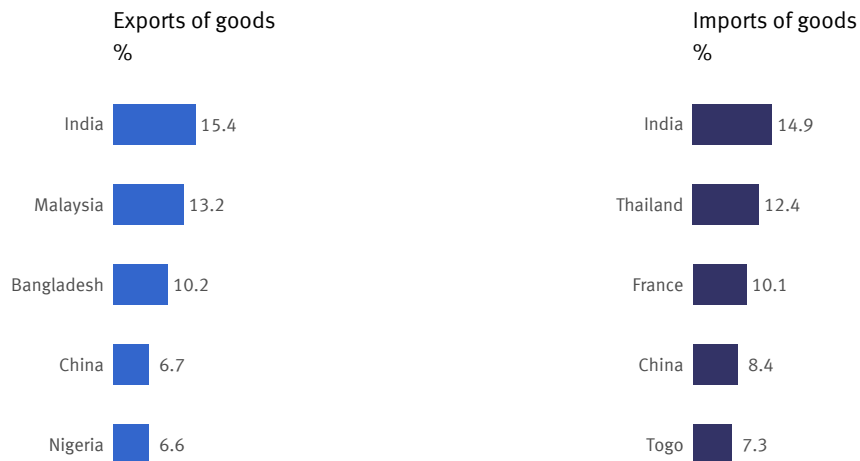 Exports of goods
%
India 15.4
Malaysia 13.2
Bangladesh 10.2
China 6.7
Nigeria 6.6
Imports of goods
%
India 14.9
Thailand 12.4
France 10.1
China 8.4
Togo 7.3